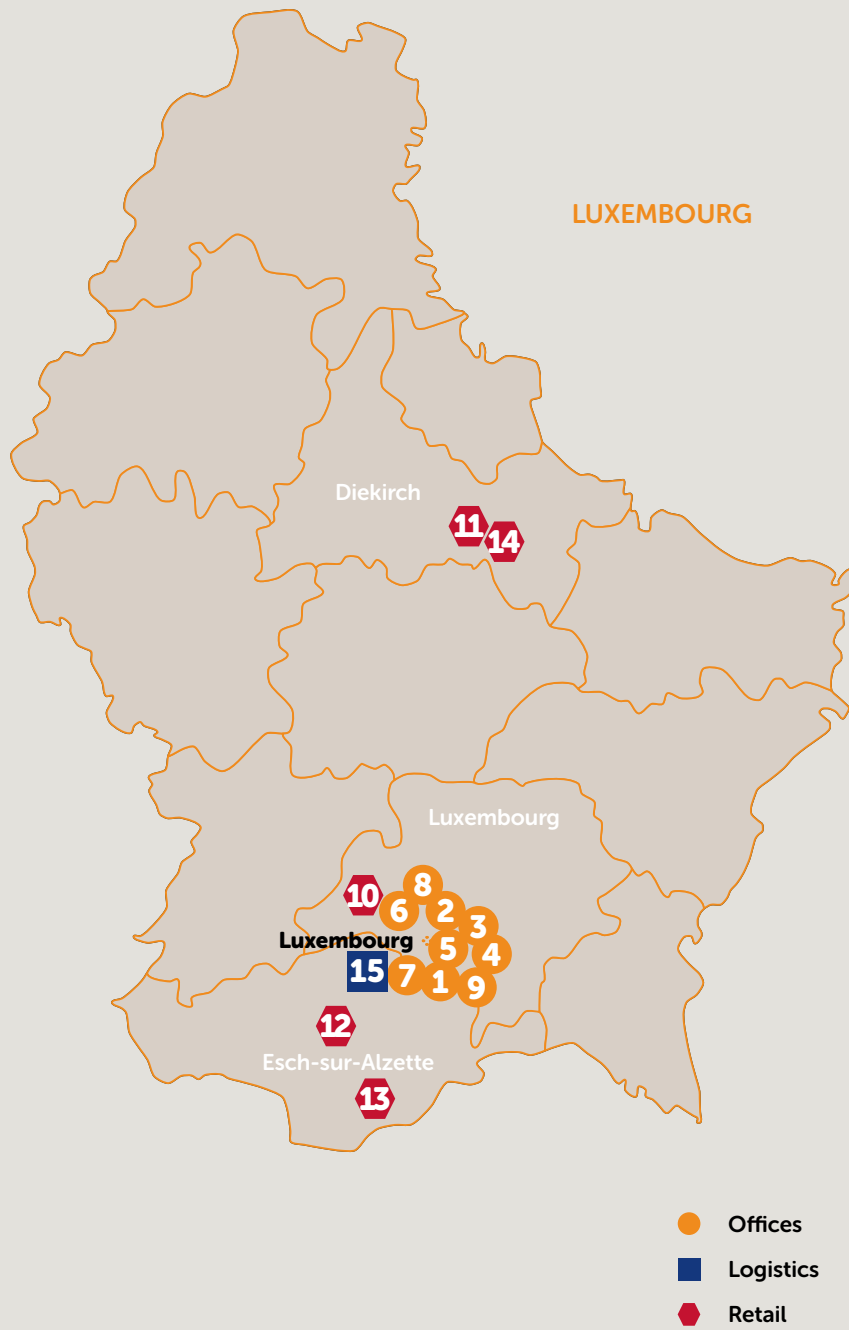 LUXEMBOURG
Diekirch
11
14
Luxembourg
8
10
6
2
3
Luxembourg
5
4
15
7
1
9
12
Esch-sur-Alzette
13
Offices
Logistics
Retail